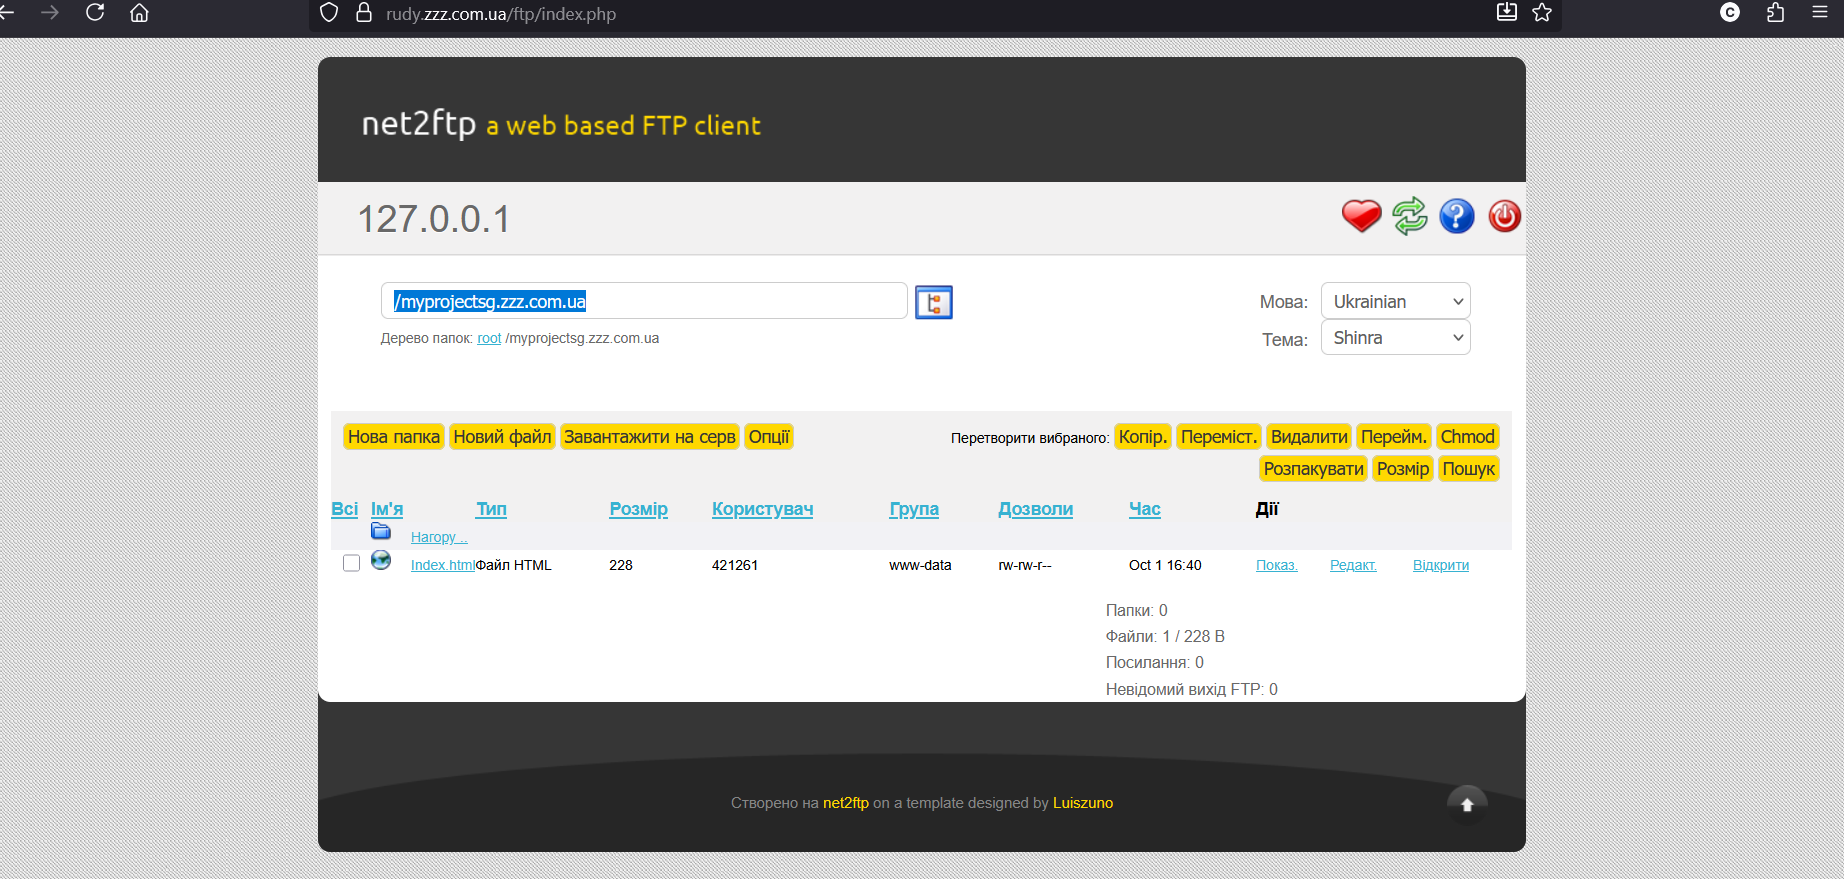 rudy.zzz.com.ua/ftp/index.php
C
net2ftp a web based FTP client
127.0.0.1
?
/myprojectsg.zzz.com.ua
Мова: Ukrainian
Дерево папок: root /myprojectsg.zzz.com.ua
Тема: Shinra
Нова папка Новий файл Завантажити на серв Опції Перетворити вибраного: Копір. Переміст. Видалити Перейм. Chmod
Розпакувати Розмір Пошук
Всі Ім'я Тип Розмір Користувач Група Дозволи Час Дії
Нагору ..
Index.html Файл HTML 228 421261 www-data rw-rw-r-- Oct 1 16:40 Показ. Редакт. Відкрити
Папки: 0
Файли: 1 / 228 B
Посилання: 0
Невідомий вихід FTP: 0
Створено на net2ftp on a template designed by Luiszuno